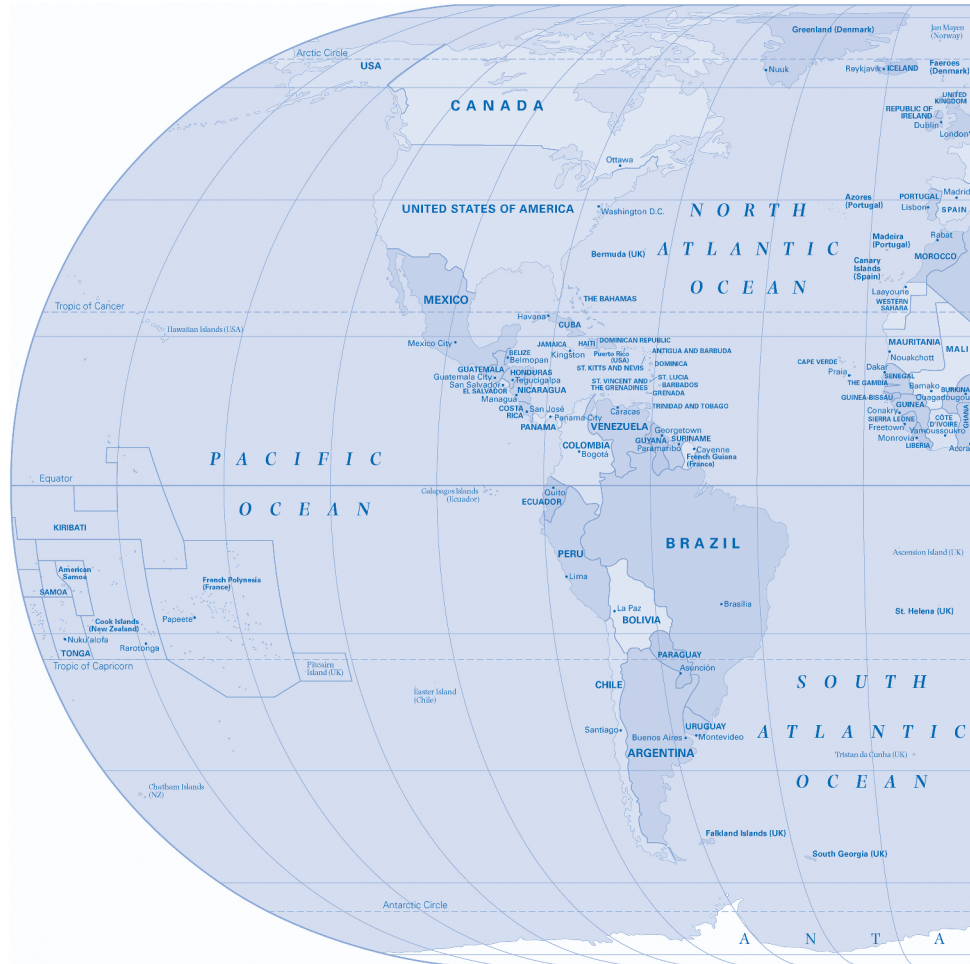 Greenland (Denmark)
Jan Mayen
(Norway)
Arctic Circle
USA
Nuuk
Reykjavik
ICELAND
Faeroes
(Denmark)
CANADA
UNITED
KINGDOM
REPUBLIC OF
IRELAND
Dublin
London
Ottawa
UNITED STATES OF AMERICA
Washington D.C.
NORTH
ATLANTIC
OCEAN
Azores
(Portugal)
PORTUGAL
Lisbon
Madrid
SPAIN
Bermuda (UK)
Madeira
(Portugal)
Rabat
MOROCCO
Canary
Islands
(Spain)
Laayoune
WESTERN
SAHARA
MEXICO
THE BAHAMAS
Tropic of Cancer
Hawaiian Islands (USA)
Havana
CUBA
Mexico City
JAMAICA
Kingston
HAITI
DOMINICAN REPUBLIC
Puerto Rico
(USA)
ANTIGUA AND BARBUDA
ST. KITTS AND NEVIS
DOMINICA
ST. VINCENT AND
THE GRENADINES
ST. LUCIA
BARBADOS
GRENADA
TRINIDAD AND TOBAGO
BELIZE
Belmopan
GUATEMALA
Guatemala City
HONDURAS
Tegucigalpa
San Salvador
EL SALVADOR
NICARAGUA
Managua
COSTA
RICA
San José
Panama City
PANAMA
Caracas
VENEZUELA
Georgetown
GUYANA
SURINAME
Paramaribo
Cayenne
French Guiana
(France)
COLOMBIA
Bogotá
MAURITANIA
Nouakchott
MALI
CAPE VERDE
Praia
Dakar
SENEGAL
THE GAMBIA
Bamako
BURKINA
Ouagadougou
GUINEA-BISSAU
GUINEA
Conakry
SIERRA LEONE
Freetown
CÔTE
D'IVOIRE
Yamoussoukro
GHANA
Monrovia
LIBERIA
Accra
PACIFIC
OCEAN
Equator
Galapagos Islands
(Ecuador)
Quito
ECUADOR
KIRIBATI
BRAZIL
PERU
Lima
Ascension Island (UK)
American
Samoa
SAMOA
French Polynesia
(France)
Papeete
Cook Islands
(New Zealand)
Nuku'alofa
TONGA
Rarotonga
La Paz
BOLIVIA
Brasília
St. Helena (UK)
Tropic of Capricorn
Pitcairn
Island (UK)
PARAGUAY
Asunción
Easter Island
(Chile)
CHILE
SOUTH
ATLANTIC
OCEAN
Santiago
URUGUAY
Buenos Aires
Montevideo
ARGENTINA
Tristan da Cunha (UK)
Chatham Islands
(NZ)
Falkland Islands (UK)
South Georgia (UK)
Antarctic Circle
ANTA